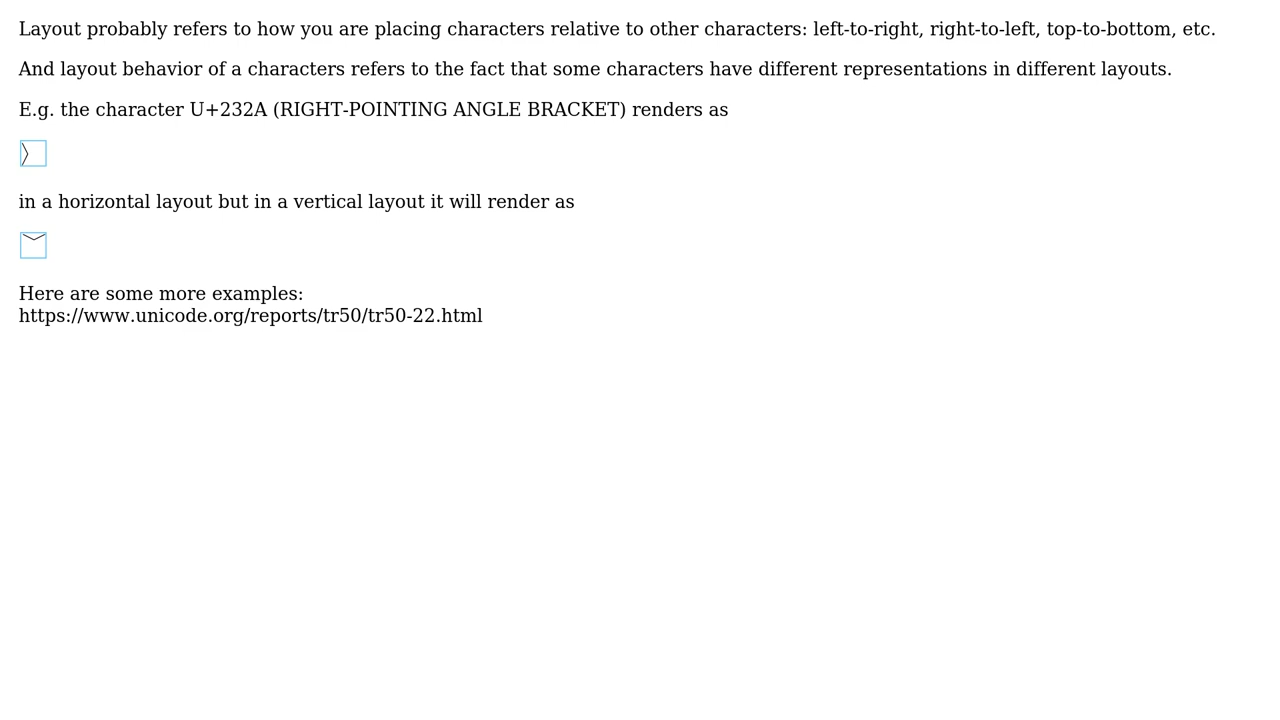 Layout probably refers to how you are placing characters relative to other characters: left-to-right, right-to-left, top-to-bottom, etc.
And layout behavior of a characters refers to the fact that some characters have different representations in different layouts.
E.g. the character U+232A (RIGHT-POINTING ANGLE BRACKET) renders as
〉
in a horizontal layout but in a vertical layout it will render as
﹀
Here are some more examples:
https://www.unicode.org/reports/tr50/tr50-22.html